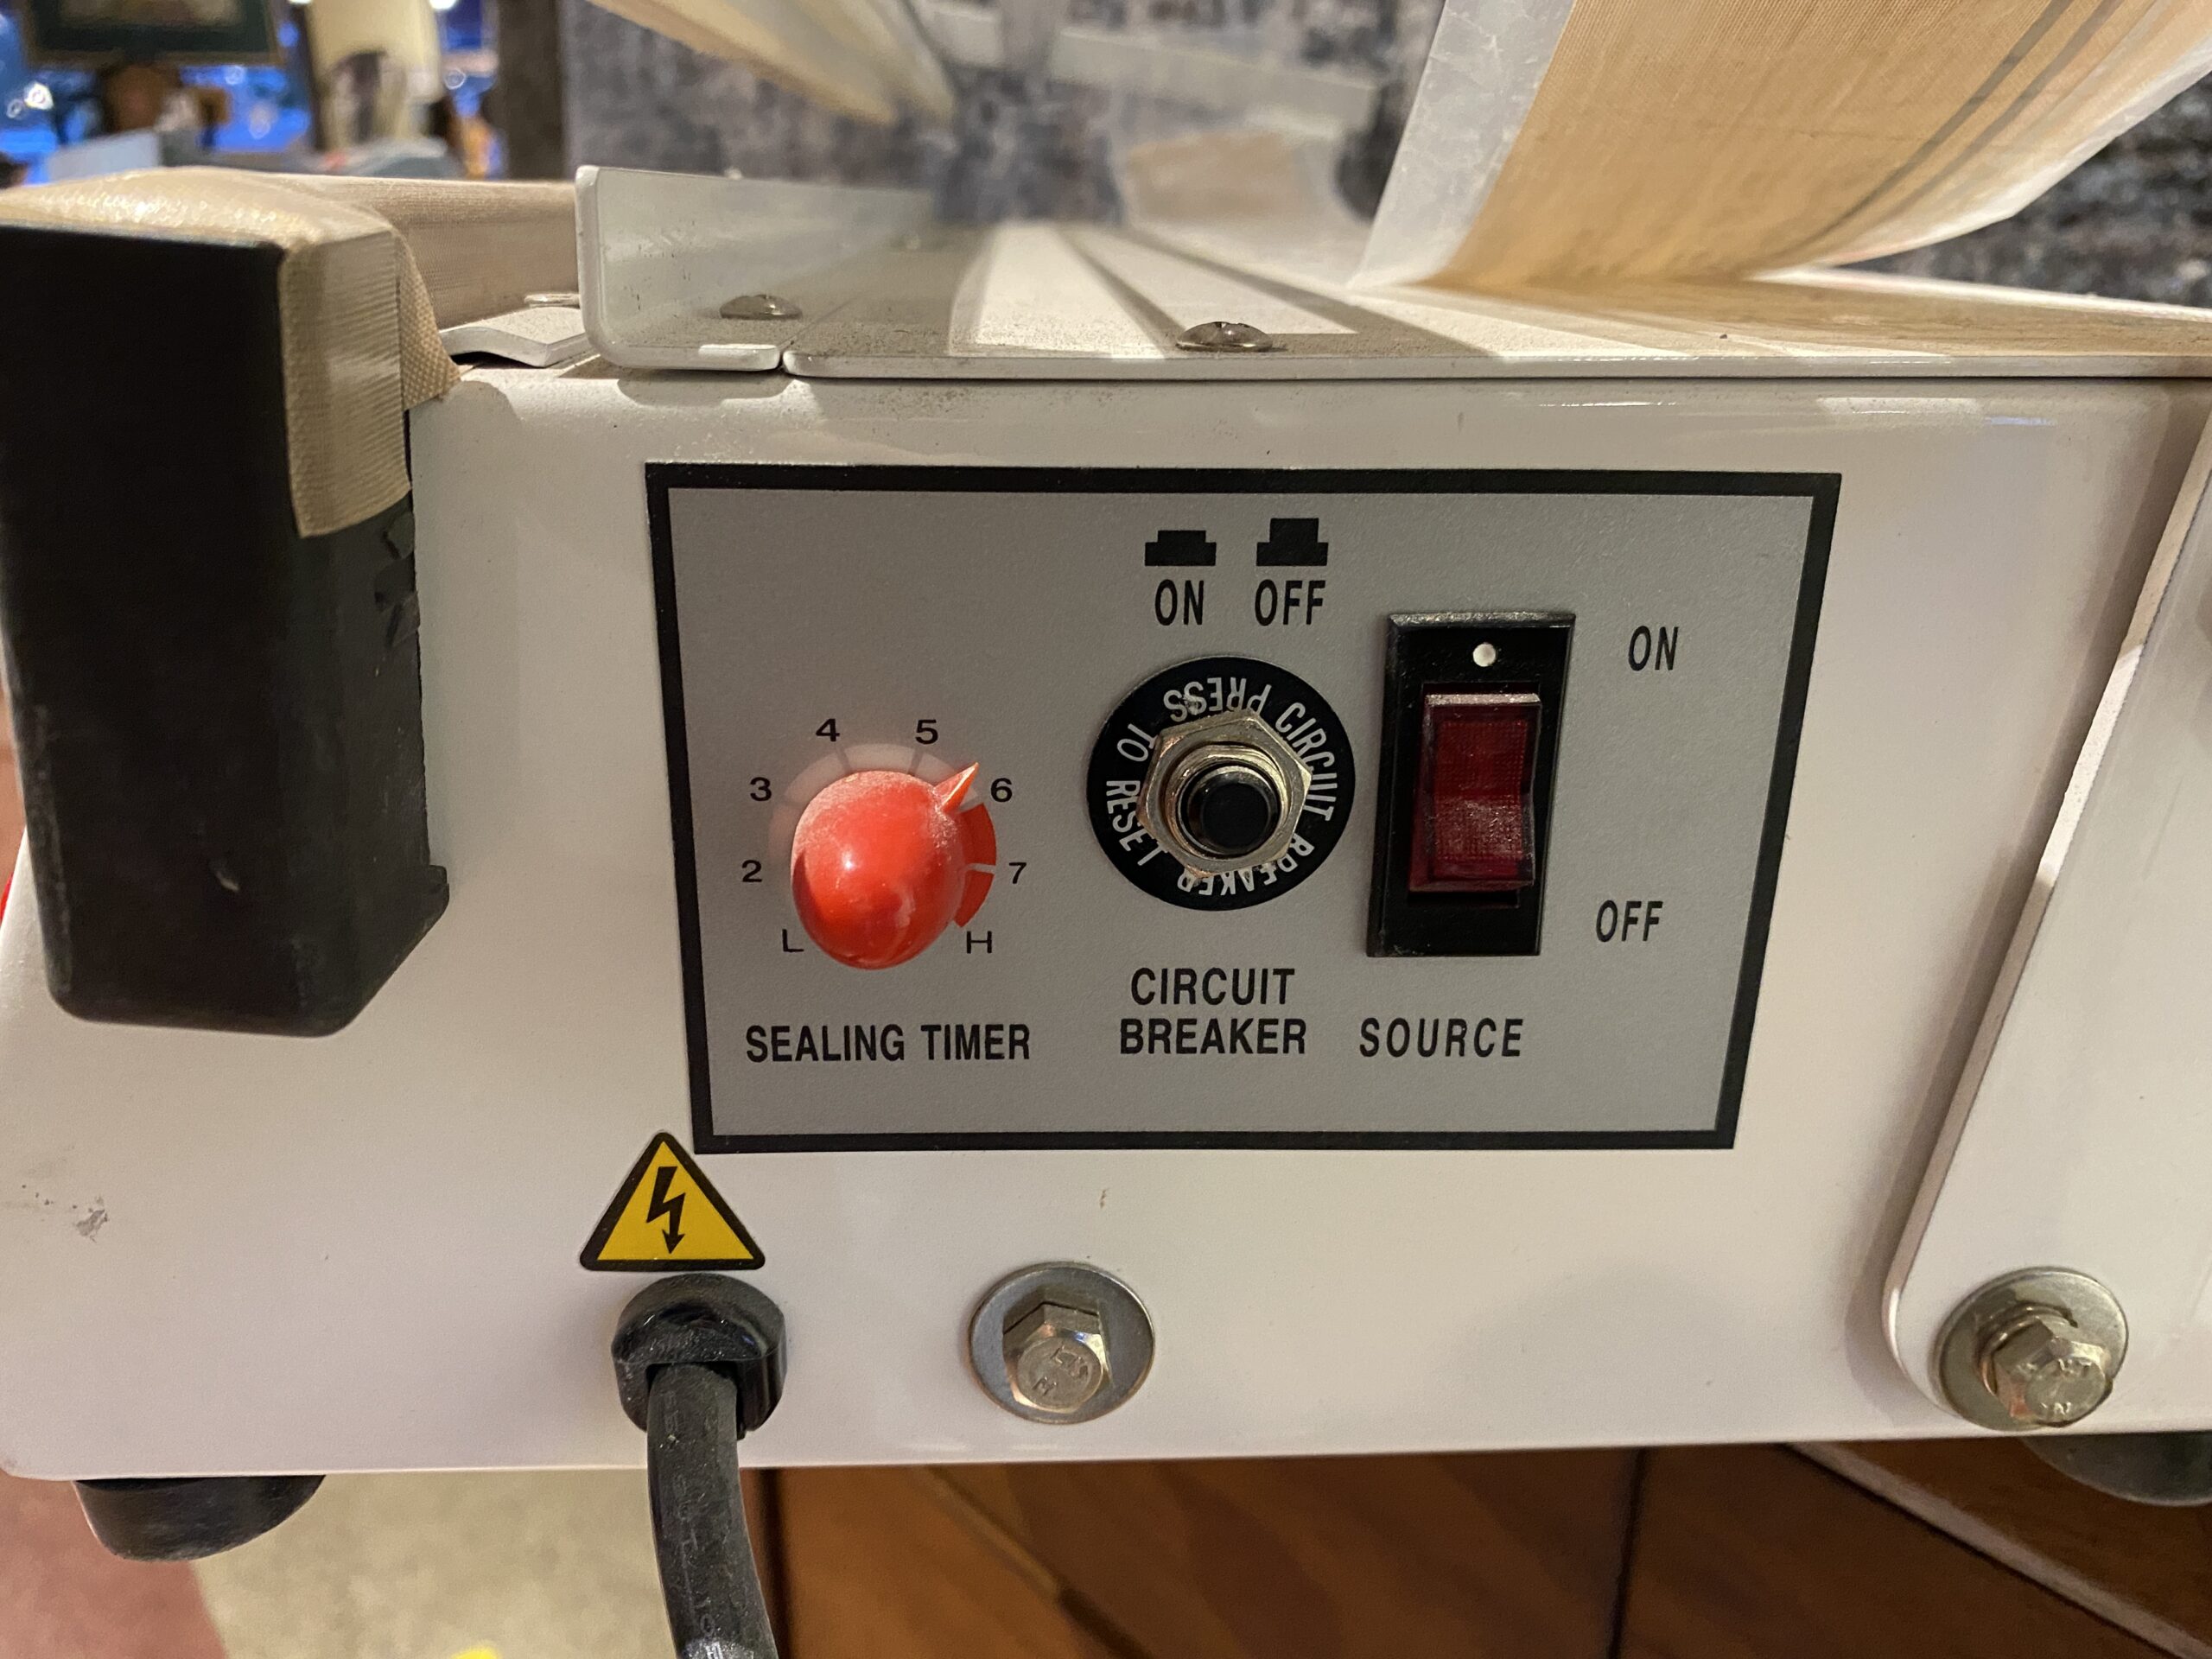 ON OFF
ON
PRESS TO RESET
CIRCUIT BREAKER
4 5
3 6
2 7
L H
OFF
SEALING TIMER
CIRCUIT
BREAKER
SOURCE